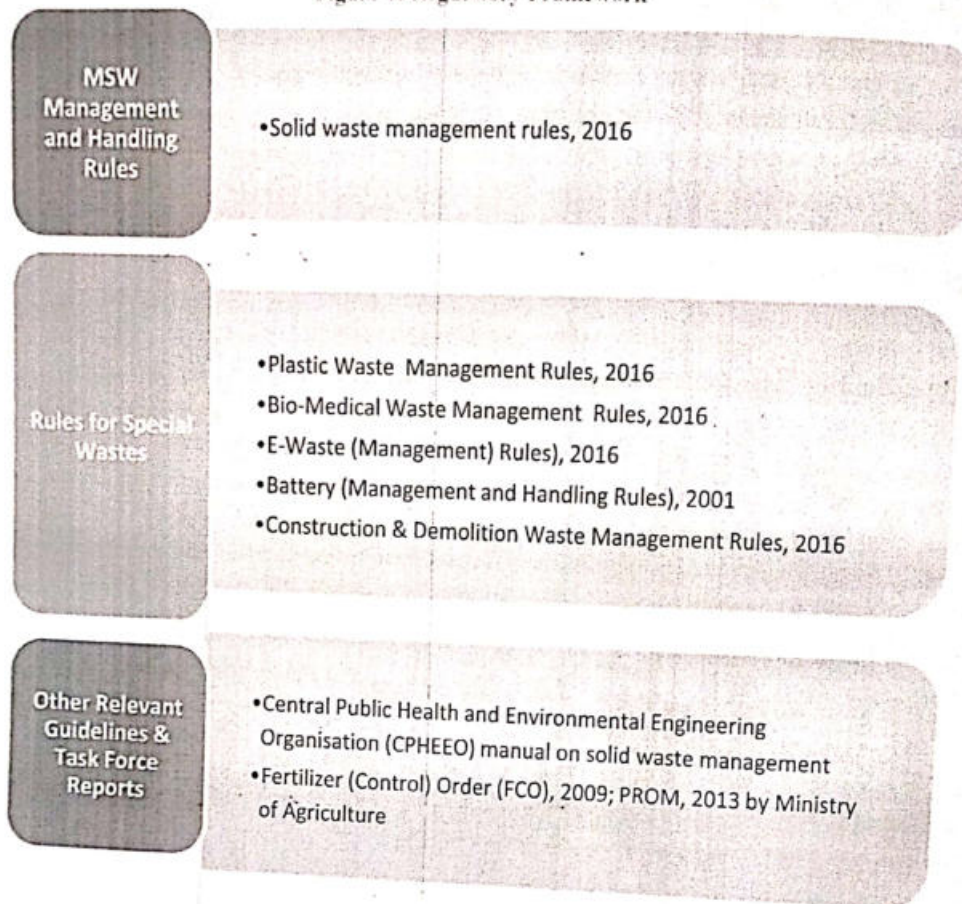 MSW
Management
and Handling
Rules
•Solid waste management rules, 2016
Rules for Special
Wastes
•Plastic Waste Management Rules, 2016
•Bio-Medical Waste Management Rules, 2016
•E-Waste (Management) Rules), 2016
•Battery (Management and Handling Rules), 2001
•Construction & Demolition Waste Management Rules, 2016
Other Relevant
Guidelines &
Task Force
Reports
•Central Public Health and Environmental Engineering
Organisation (CPHEEO) manual on solid waste management
•Fertilizer (Control) Order (FCO), 2009; PROM, 2013 by Ministry
of Agriculture